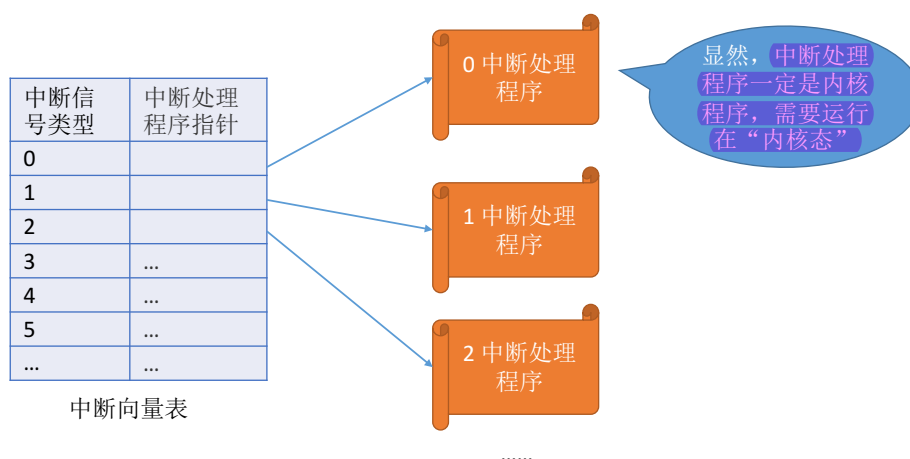 中断信
号类型
中断处理
程序指针
0
1
2
3
...
4
...
5
...
...
...
中断向量表
0 中断处理
程序
1 中断处理
程序
2 中断处理
程序
......
显然，中断处理
程序一定是内核
程序，需要运行
在“内核态”